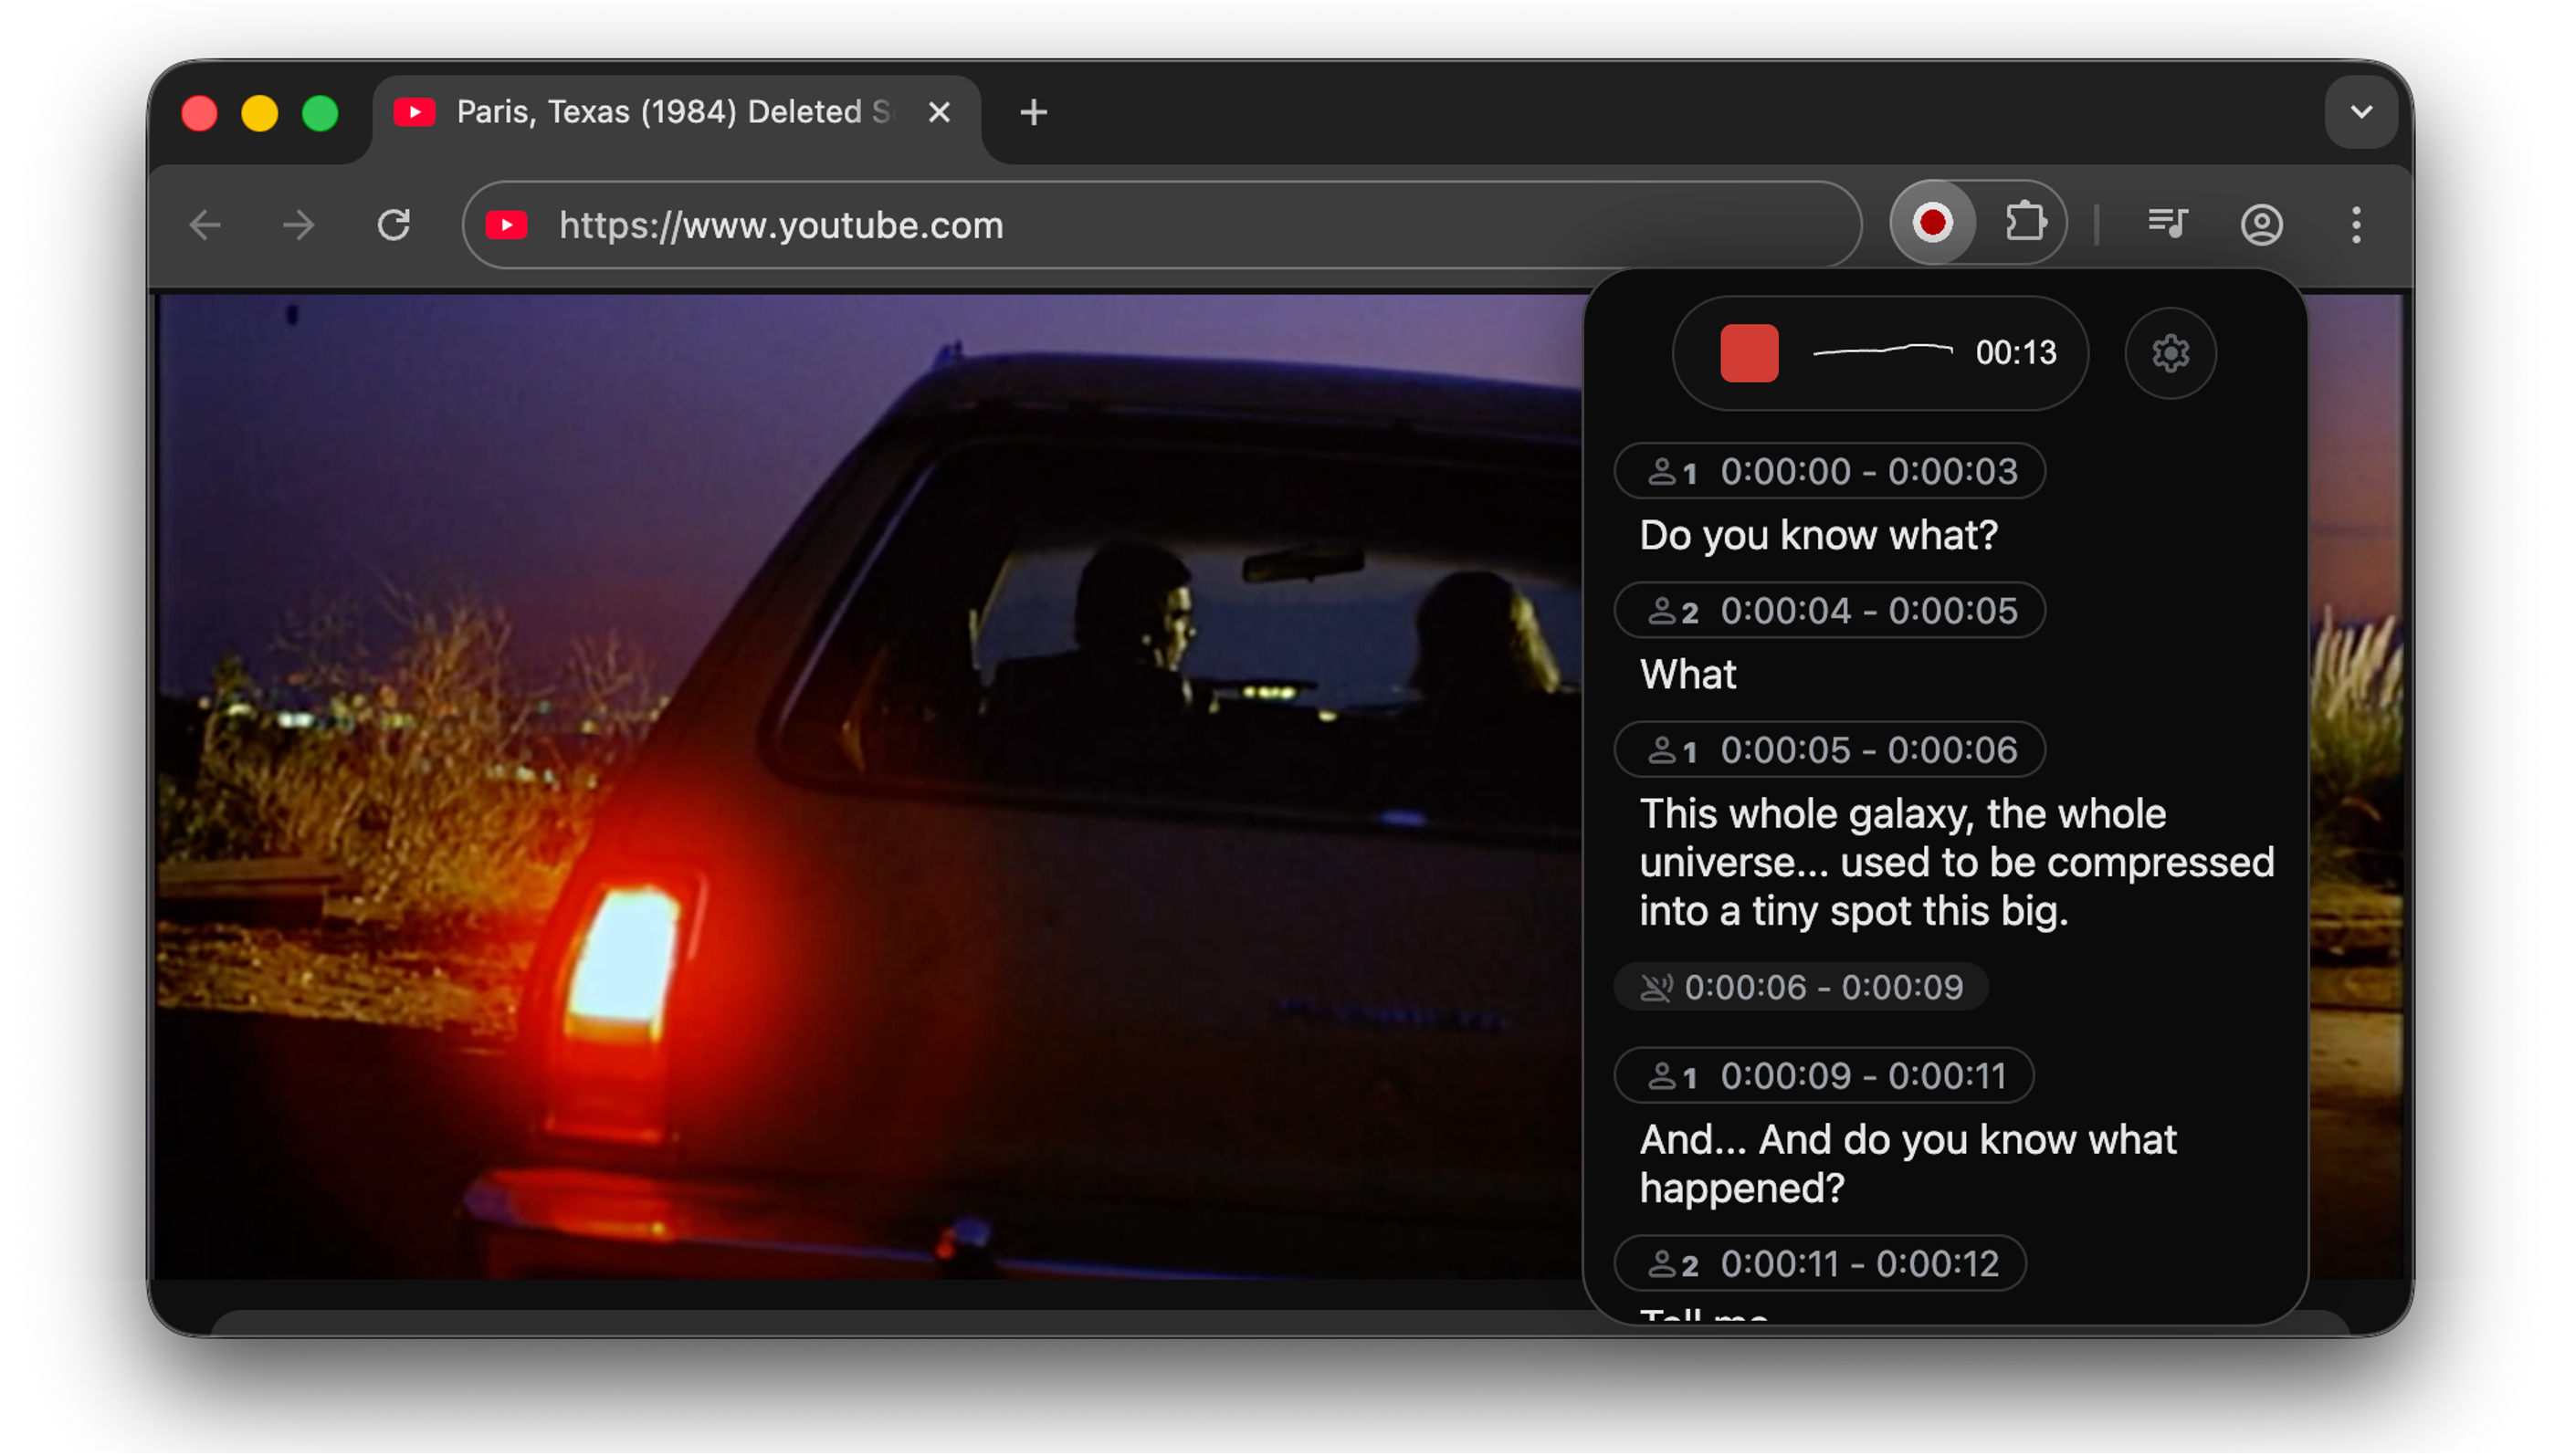 Paris, Texas (1984) Deleted S
https://www.youtube.com
00:13
1 0:00:00 - 0:00:03
Do you know what?
2 0:00:04 - 0:00:05
What
1 0:00:05 - 0:00:06
This whole galaxy, the whole
universe... used to be compressed
into a tiny spot this big.
0:00:06 - 0:00:09
1 0:00:09 - 0:00:11
And... And do you know what
happened?
2 0:00:11 - 0:00:12
Tell me